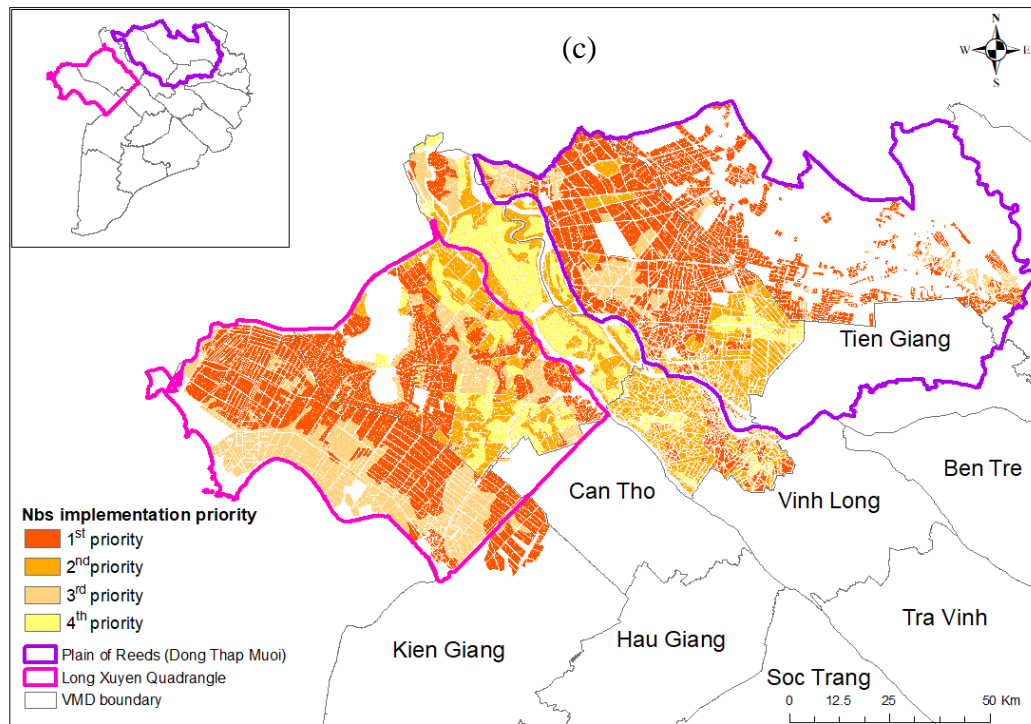 (c)
N
W E
S
Tien Giang
Ben Tre
Can Tho
Vinh Long
Tra Vinh
Kien Giang
Hau Giang
Soc Trang
Nbs implementation priority
1st priority
2nd priority
3rd priority
4th priority
Plain of Reeds (Dong Thap Muoi)
Long Xuyen Quadrangle
VMD boundary
0 12.5 25 50 Km